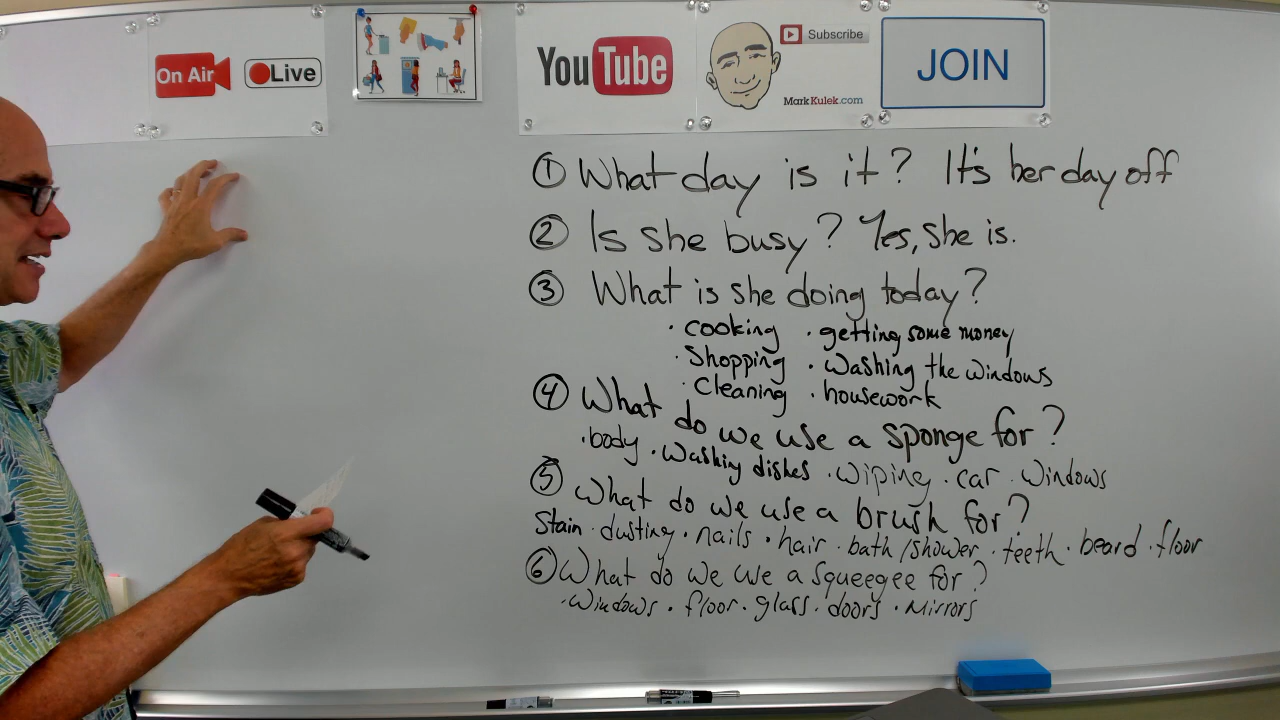 On Air
Live
YouTube
Subscribe
MarkKulek.com
JOIN
① What day is it? It's her day off
② Is she busy? Yes, she is.
③ What is she doing today?
· cooking · getting some money
· Shopping · Washing the windows
· Cleaning · housework
④ What do we use a sponge for?
· body · Washing dishes · wiping · car · windows
⑤ What do we use a brush for?
Stain · dusting · nails · hair · bath/shower · teeth · beard · floor
⑥ What do we use a squeegee for?
· windows · floor · glass · doors · mirrors